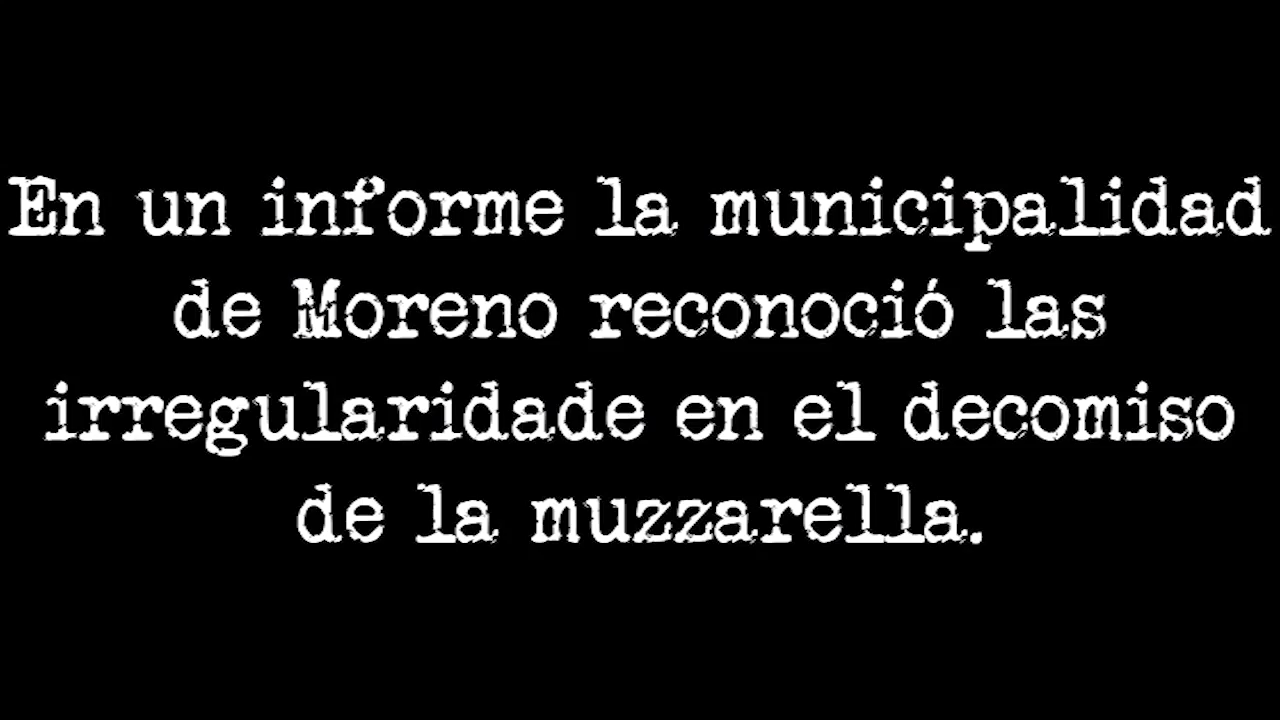 En un informe la municipalidad
de Moreno reconoció las
irregularidade en el decomiso
de la muzzarella.